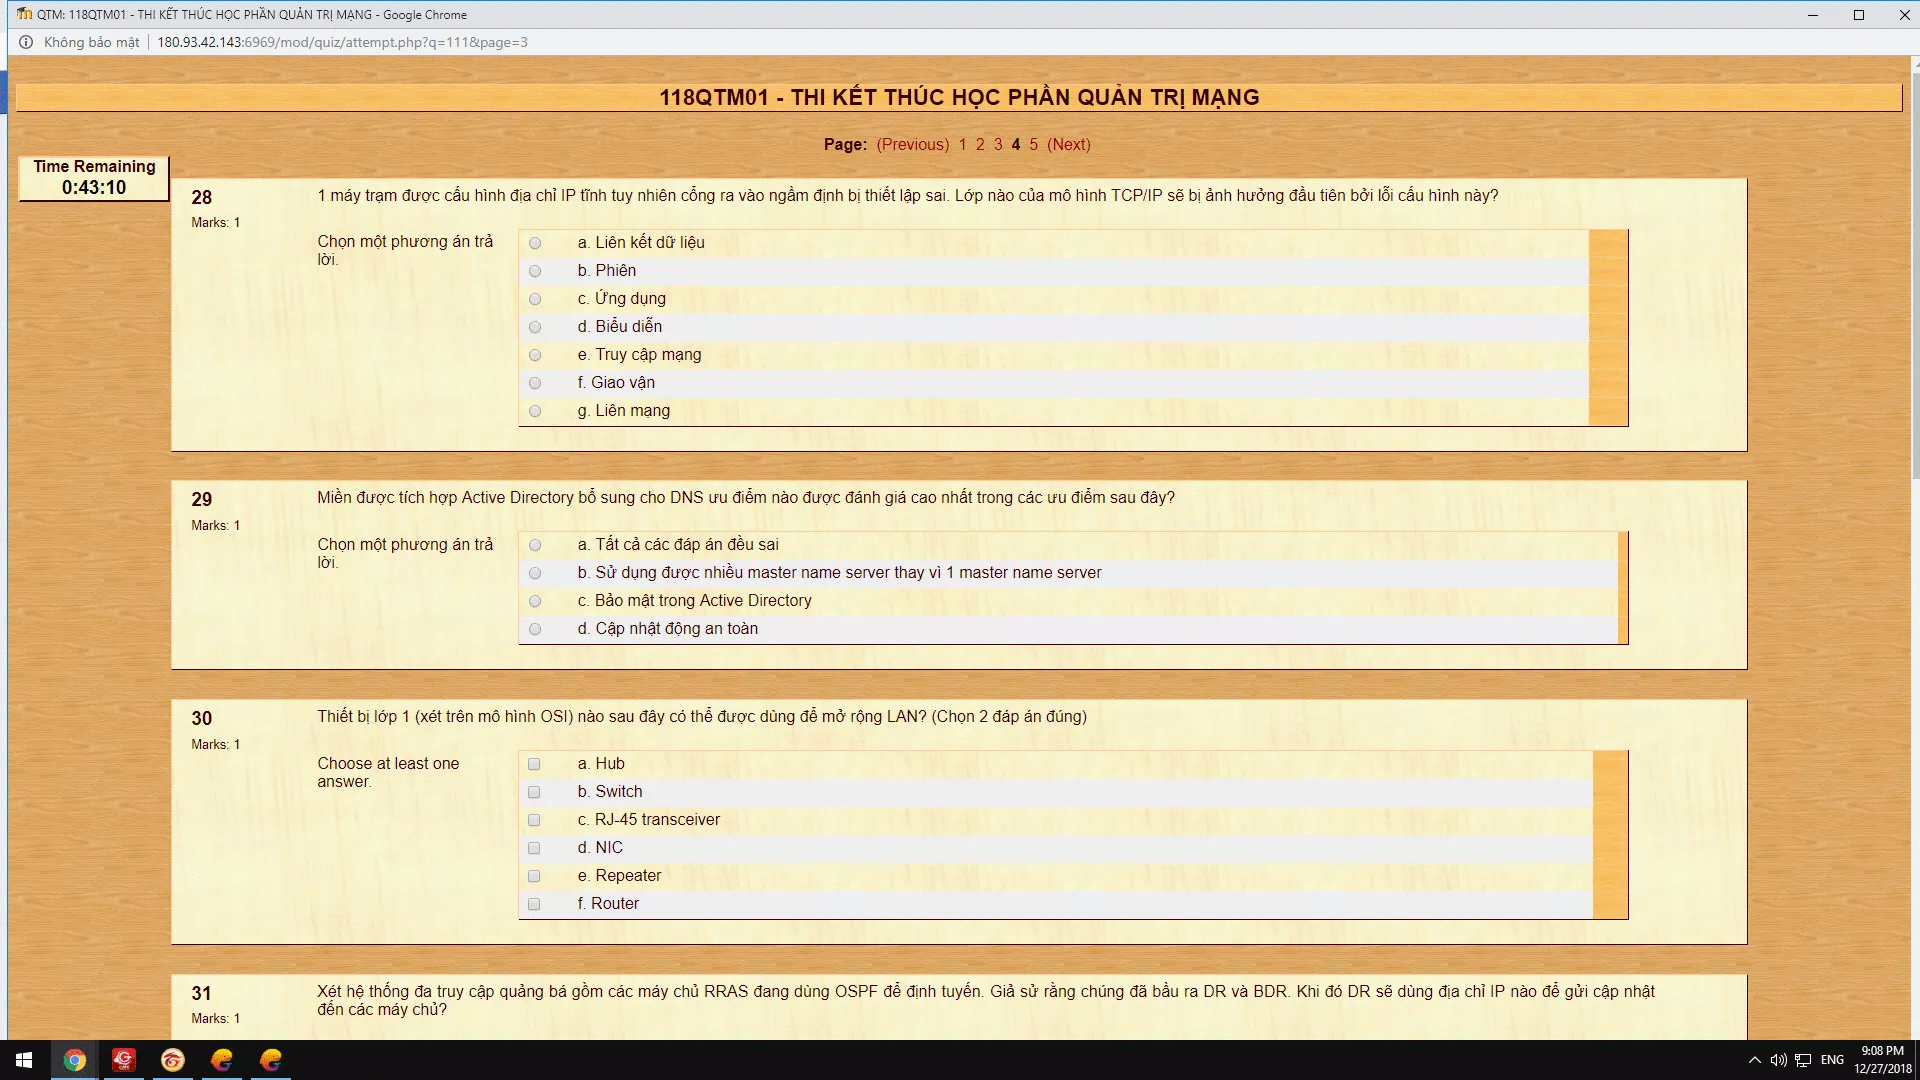 QTM: 118QTM01 - THI KẾT THÚC HỌC PHẦN QUẢN TRỊ MẠNG - Google Chrome
Không bảo mật 180.93.42.143:6969/mod/quiz/attempt.php?q=111&page=3
118QTM01 - THI KẾT THÚC HỌC PHẦN QUẢN TRỊ MẠNG
Page: (Previous) 1 2 3 4 5 (Next)
Time Remaining
0:43:10
28 1 máy trạm được cấu hình địa chỉ IP tĩnh tuy nhiên cổng ra vào ngầm định bị thiết lập sai. Lớp nào của mô hình TCP/IP sẽ bị ảnh hưởng đầu tiên bởi lỗi cấu hình này?
Marks: 1
Chọn một phương án trả
lời.
a. Liên kết dữ liệu
b. Phiên
c. Ứng dụng
d. Biểu diễn
e. Truy cập mạng
f. Giao vận
g. Liên mạng
29 Miền được tích hợp Active Directory bổ sung cho DNS ưu điểm nào được đánh giá cao nhất trong các ưu điểm sau đây?
Marks: 1
Chọn một phương án trả
lời.
a. Tất cả các đáp án đều sai
b. Sử dụng được nhiều master name server thay vì 1 master name server
c. Bảo mật trong Active Directory
d. Cập nhật động an toàn
30 Thiết bị lớp 1 (xét trên mô hình OSI) nào sau đây có thể được dùng để mở rộng LAN? (Chọn 2 đáp án đúng)
Marks: 1
Choose at least one
answer.
a. Hub
b. Switch
c. RJ-45 transceiver
d. NIC
e. Repeater
f. Router
31 Xét hệ thống đa truy cập quảng bá gồm các máy chủ RRAS đang dùng OSPF để định tuyến. Giả sử rằng chúng đã bầu ra DR và BDR. Khi đó DR sẽ dùng địa chỉ IP nào để gửi cập nhật
đến các máy chủ?
Marks: 1
ENG
9:08 PM
12/27/2018